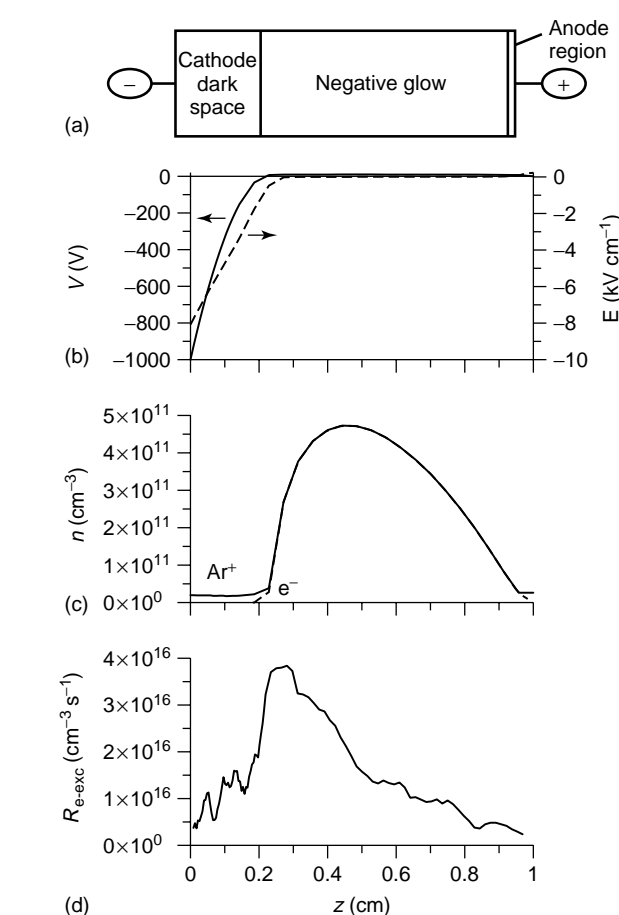 Anode
region
Cathode
dark
space
Negative glow
−
+
(a)
0
−200
−400
−600
−800
−1000
V (V)
0
−2
−4
−6
−8
−10
E (kV cm⁻¹)
(b)
5×10¹¹
4×10¹¹
3×10¹¹
2×10¹¹
1×10¹¹
0×10⁰
n (cm⁻³)
Ar⁺
e⁻
(c)
4×10¹⁶
3×10¹⁶
2×10¹⁶
1×10¹⁶
0×10⁰
R_e-exc (cm⁻³ s⁻¹)
0 0.2 0.4 0.6 0.8 1
z (cm)
(d)